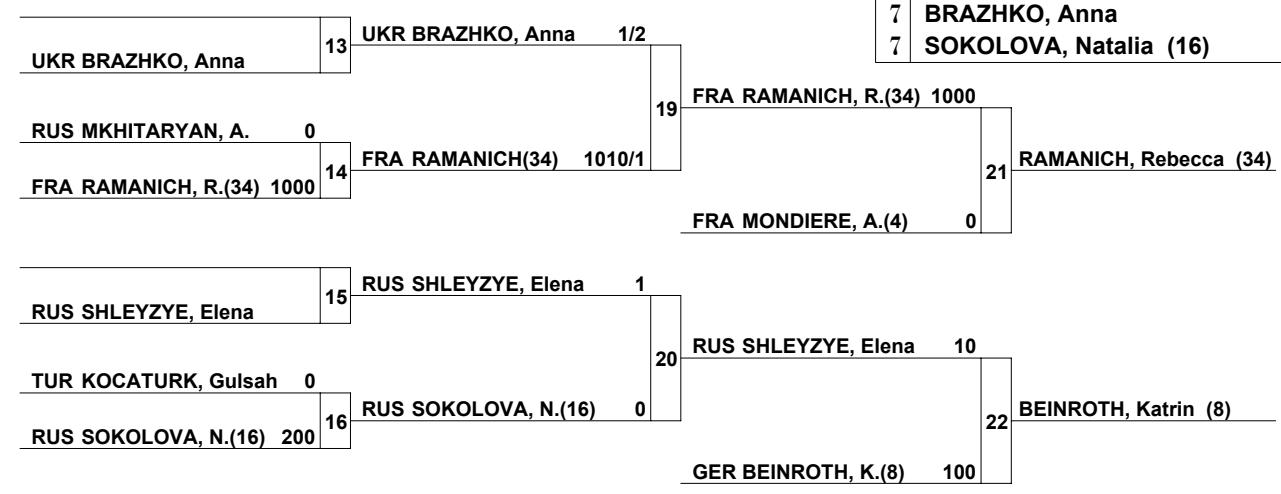 7 BRAZHKO, Anna
7 SOKOLOVA, Natalia (16)
13 UKR BRAZHKO, Anna 1/2
UKR BRAZHKO, Anna
19 FRA RAMANICH, R.(34) 1000
RUS MKHITARYAN, A. 0
14 FRA RAMANICH(34) 1010/1
21 RAMANICH, Rebecca (34)
FRA RAMANICH, R.(34) 1000
FRA MONDIERE, A.(4) 0
15 RUS SHLEYZYE, Elena 1
RUS SHLEYZYE, Elena
20 RUS SHLEYZYE, Elena 10
TUR KOCATURK, Gulsah 0
16 RUS SOKOLOVA, N.(16) 0
22 BEINROTH, Katrin (8)
RUS SOKOLOVA, N.(16) 200
GER BEINROTH, K.(8) 100